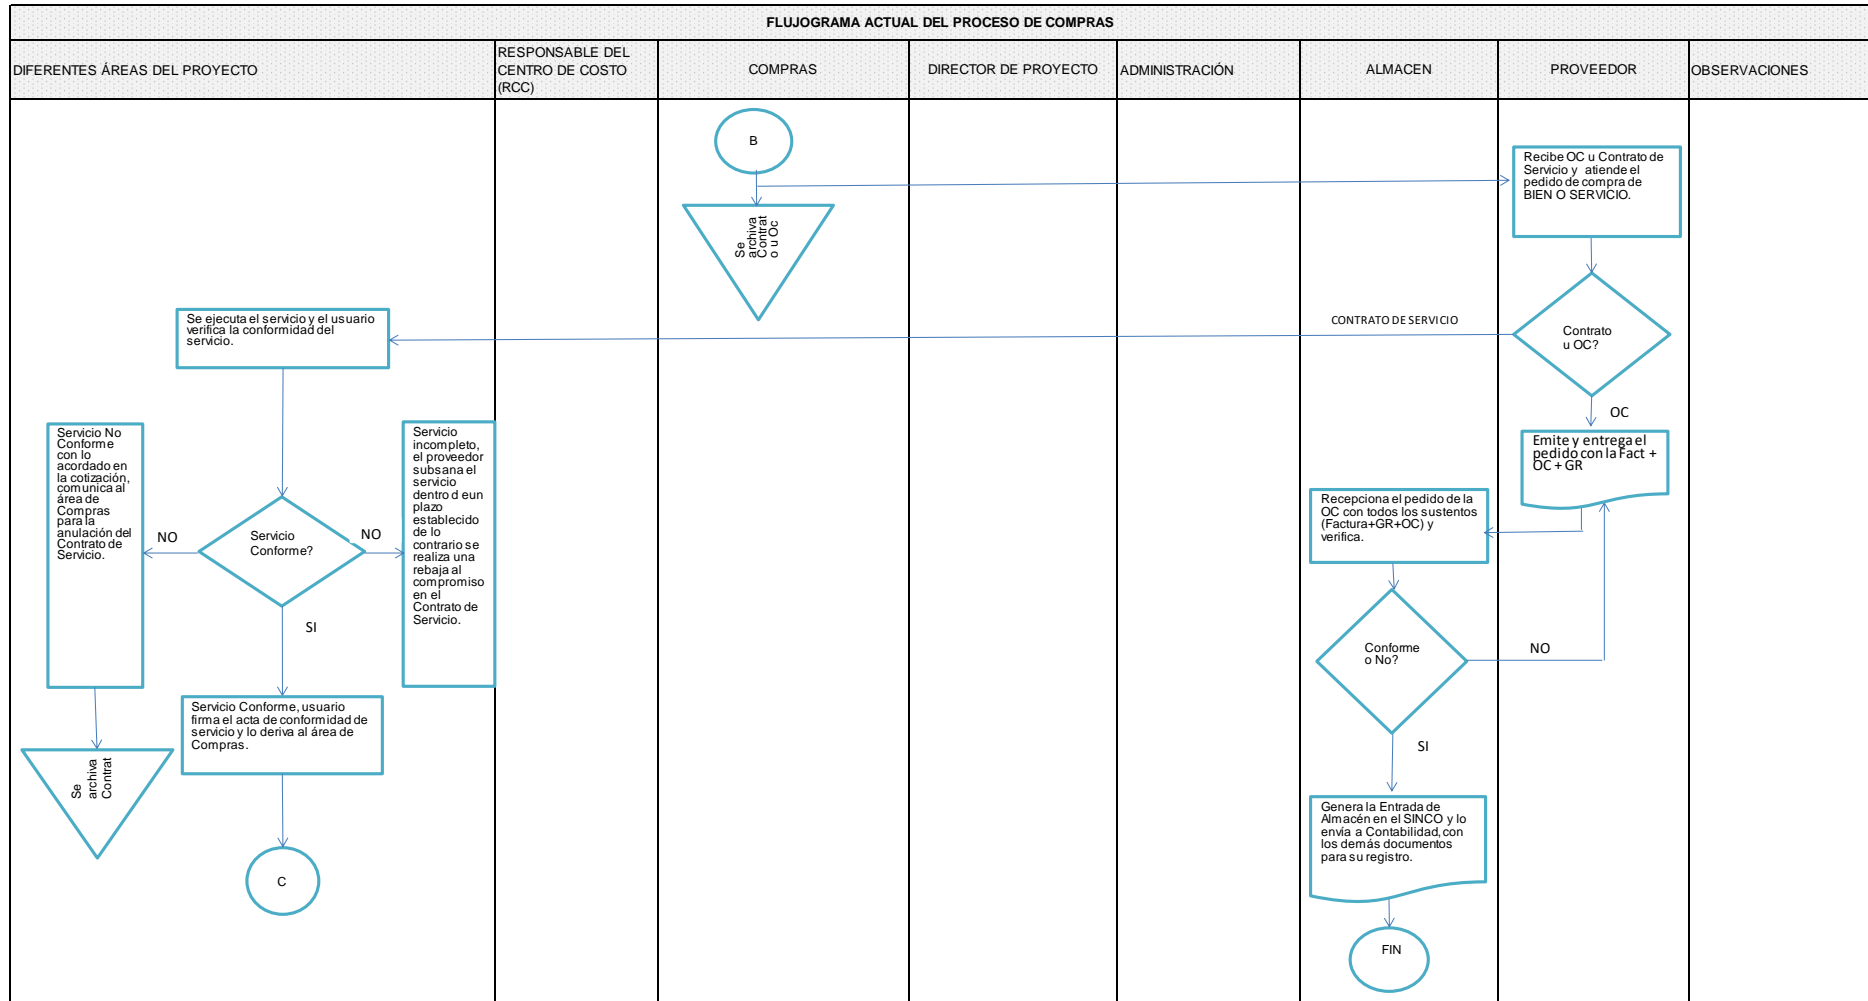 FLUJOGRAMA ACTUAL DEL PROCESO DE COMPRAS
DIFERENTES ÁREAS DEL PROYECTO
RESPONSABLE DEL
CENTRO DE COSTO
(RCC)
COMPRAS
DIRECTOR DE PROYECTO
ADMINISTRACIÓN
ALMACEN
PROVEEDOR
OBSERVACIONES
B
Se
archiva
Contrat
o u Oc
Recibe OC u Contrato de
Servicio y atiende el
pedido de compra de
BIEN O SERVICIO.
Contrato
u OC?
CONTRATO DE SERVICIO
OC
Se ejecuta el servicio y el usuario
verifica la conformidad del
servicio.
Servicio
Conforme?
NO
NO
SI
Servicio No
Conforme
con lo
acordado en
la cotización,
comunica al
área de
Compras
para la
anulación del
Contrato de
Servicio.
Servicio
incompleto,
el proveedor
subsana el
servicio
dentro d eun
plazo
establecido
de lo
contrario se
realiza una
rebaja al
compromiso
en el
Contrato de
Servicio.
Se
archiva
Contrat
Servicio Conforme, usuario
firma el acta de conformidad de
servicio y lo deriva al área de
Compras.
C
Emite y entrega el
pedido con la Fact +
OC + GR
Recepciona el pedido de la
OC con todos los sustentos
(Factura+GR+OC) y
verifica.
Conforme
o No?
NO
SI
Genera la Entrada de
Almacén en el SINCO y lo
envía a Contabilidad, con
los demás documentos
para su registro.
FIN